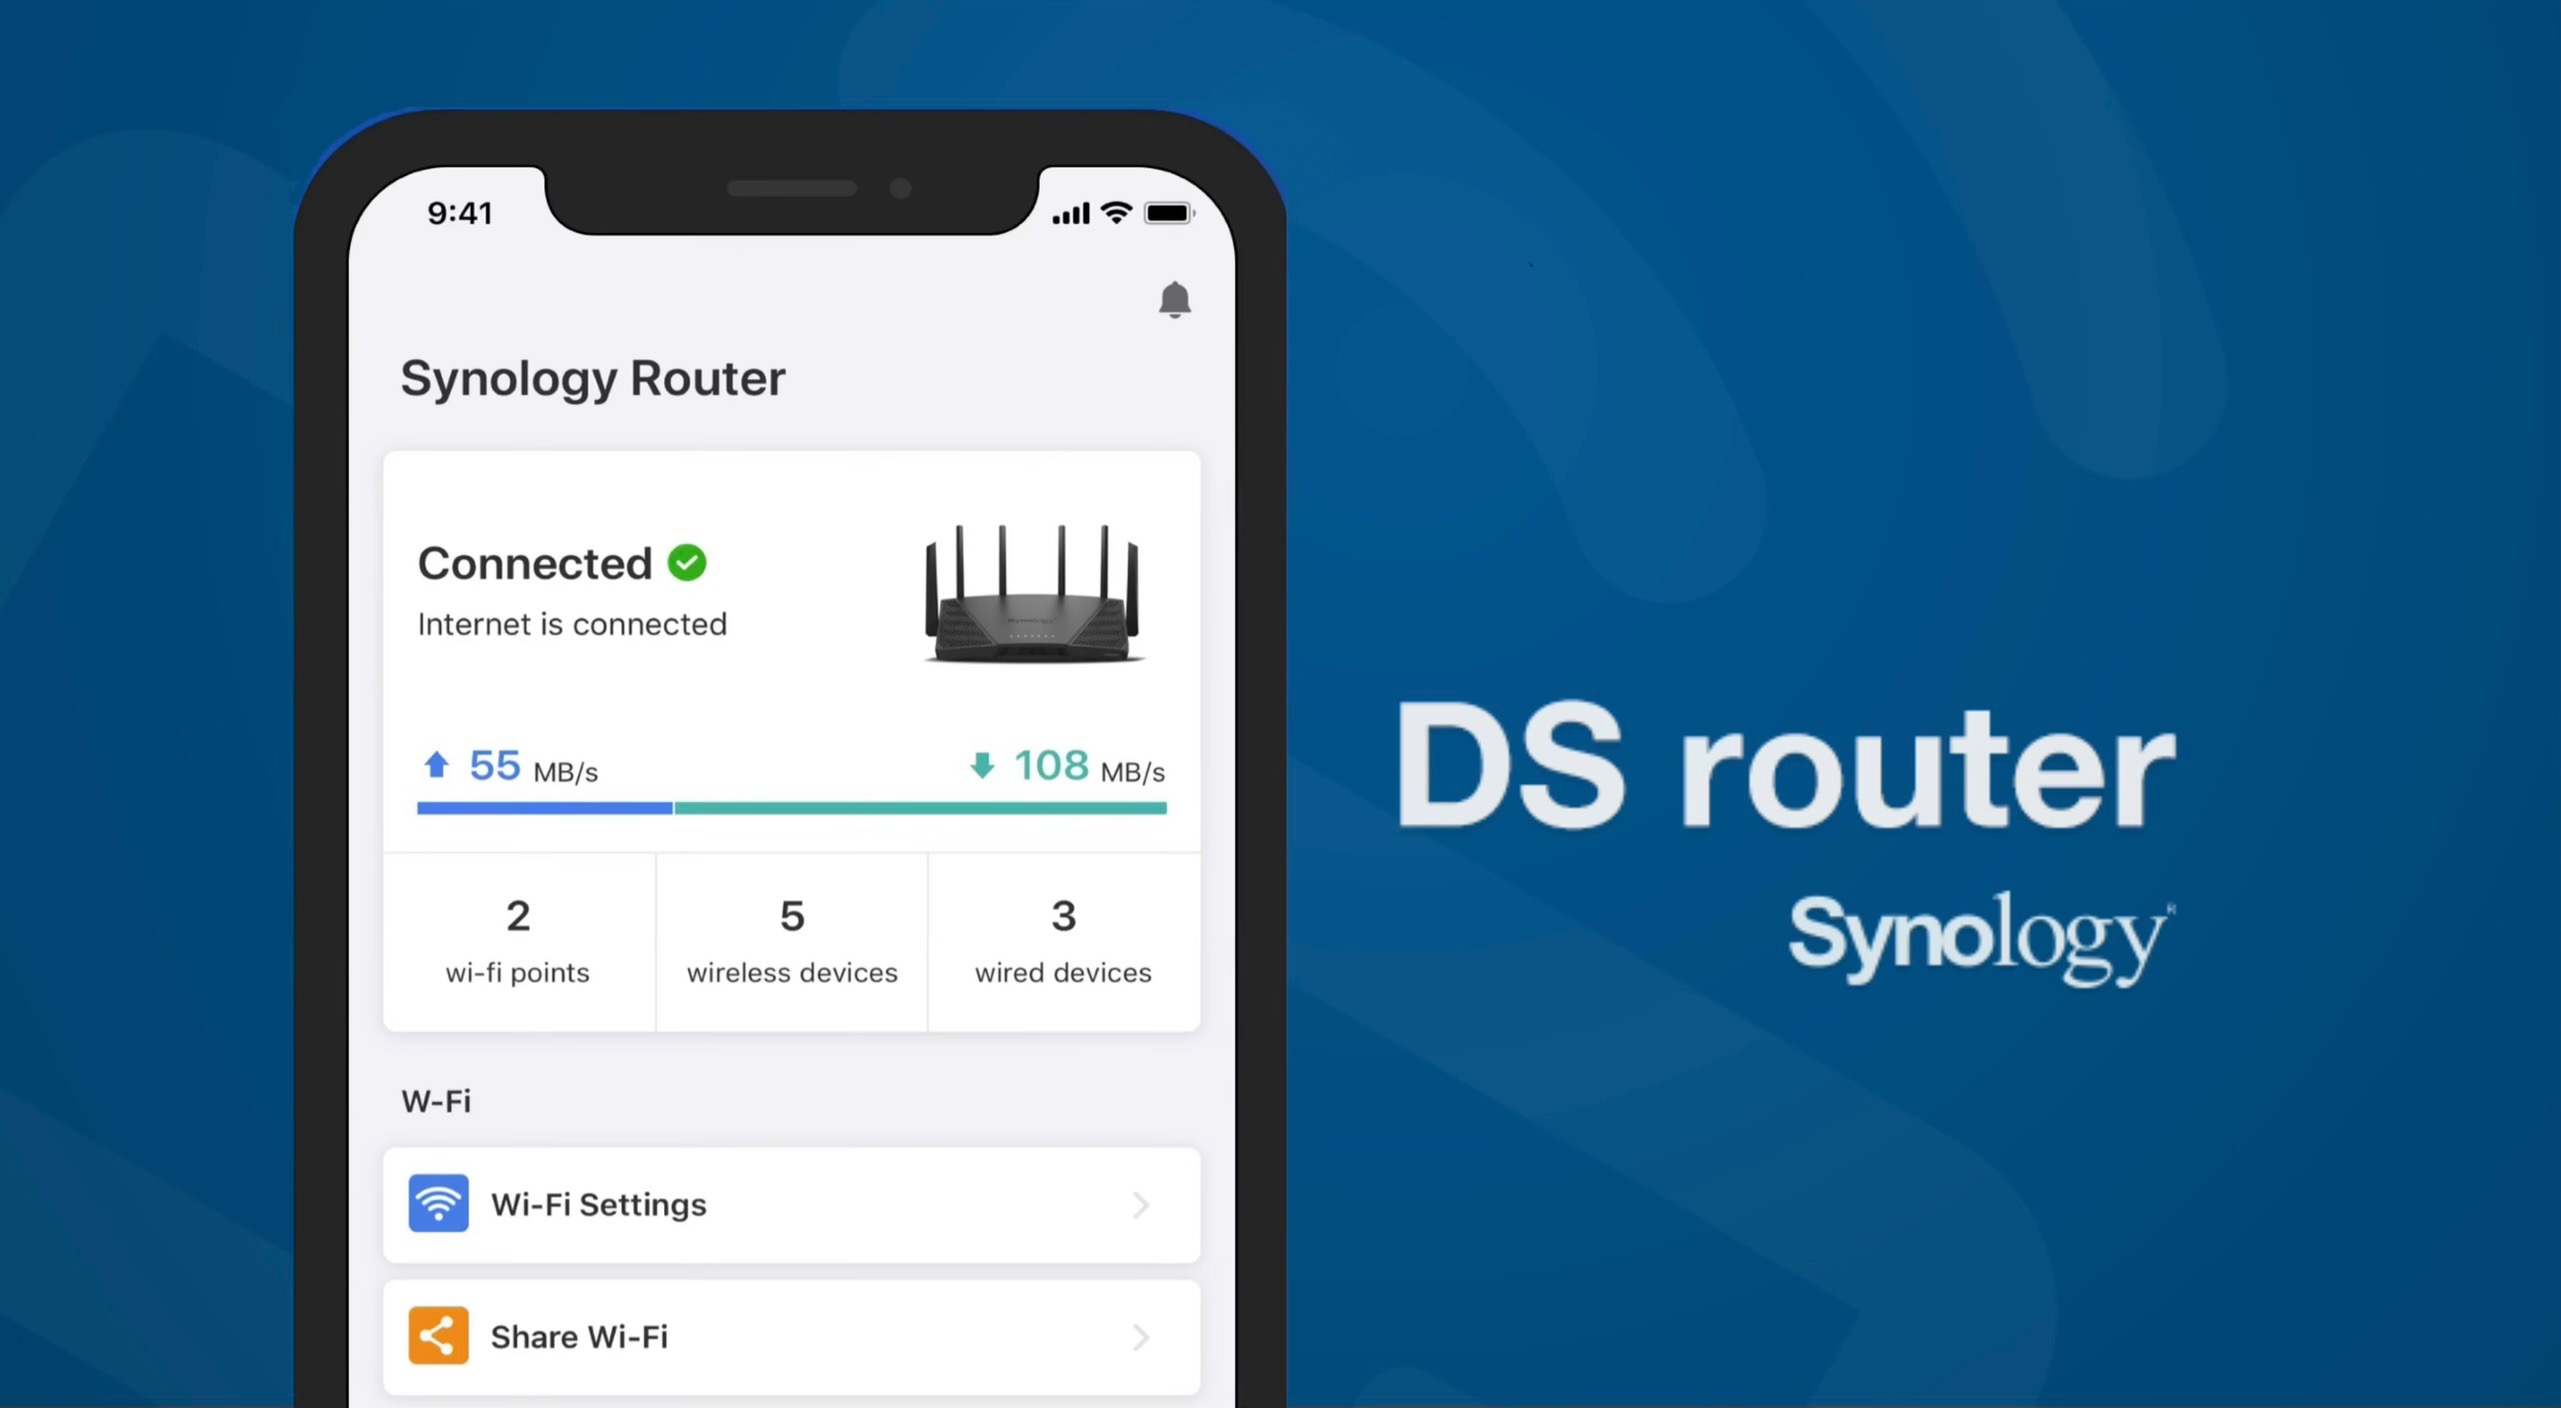 9:41
Synology Router
Connected
Internet is connected
Synology
55 MB/s
108 MB/s
2
wi-fi points
5
wireless devices
3
wired devices
W-Fi
Wi-Fi Settings
Share Wi-Fi
DS router
Synology®